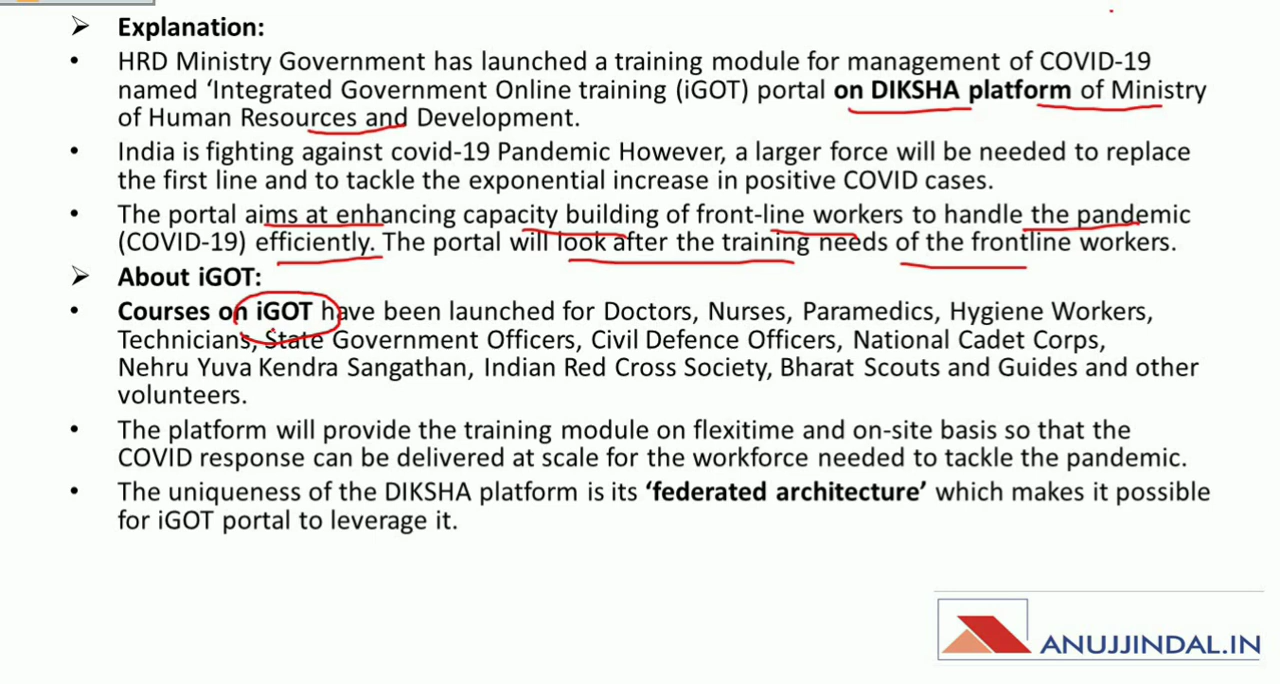 ➢ Explanation:
• HRD Ministry Government has launched a training module for management of COVID-19
named ‘Integrated Government Online training (iGOT) portal on DIKSHA platform of Ministry
of Human Resources and Development.
• India is fighting against covid-19 Pandemic However, a larger force will be needed to replace
the first line and to tackle the exponential increase in positive COVID cases.
• The portal aims at enhancing capacity building of front-line workers to handle the pandemic
(COVID-19) efficiently. The portal will look after the training needs of the frontline workers.
➢ About iGOT:
• Courses on iGOT have been launched for Doctors, Nurses, Paramedics, Hygiene Workers,
Technicians, State Government Officers, Civil Defence Officers, National Cadet Corps,
Nehru Yuva Kendra Sangathan, Indian Red Cross Society, Bharat Scouts and Guides and other
volunteers.
• The platform will provide the training module on flexitime and on-site basis so that the
COVID response can be delivered at scale for the workforce needed to tackle the pandemic.
• The uniqueness of the DIKSHA platform is its ‘federated architecture’ which makes it possible
for iGOT portal to leverage it.
ANUJJINDAL.IN